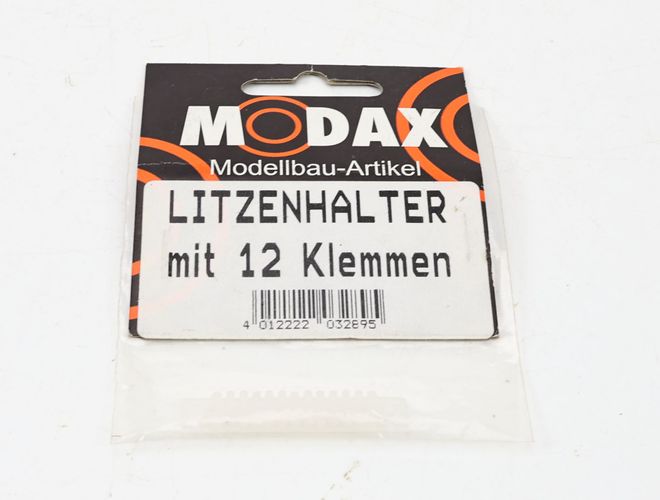 MODAX
Modellbau-Artikel
LITZENHALTER
mit 12 Klemmen
4 012222 032895